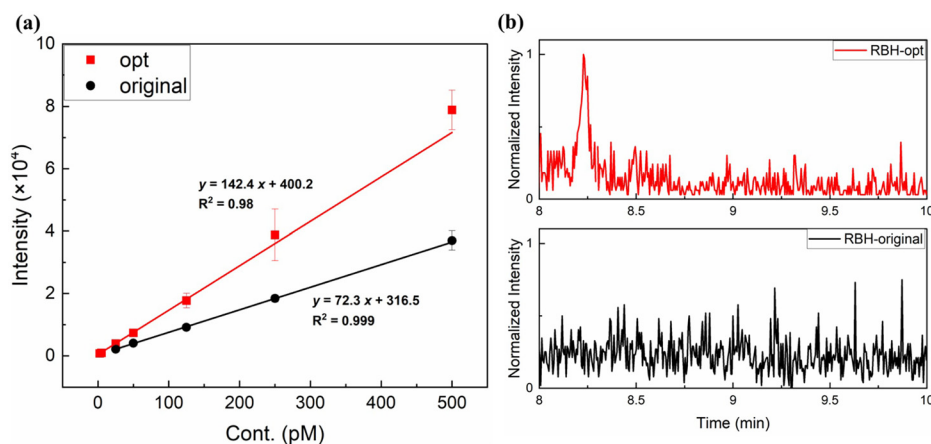 (a)
10
8
6
4
2
0
Intensity (×10⁴)
opt
original
y = 142.4 x + 400.2
R² = 0.98
y = 72.3 x + 316.5
R² = 0.999
0 100 200 300 400 500
Cont. (pM)
(b)
1
0
Normalized Intensity
RBH-opt
8 8.5 9 9.5 10
1
0
Normalized Intensity
RBH-original
8 8.5 9 9.5 10
Time (min)